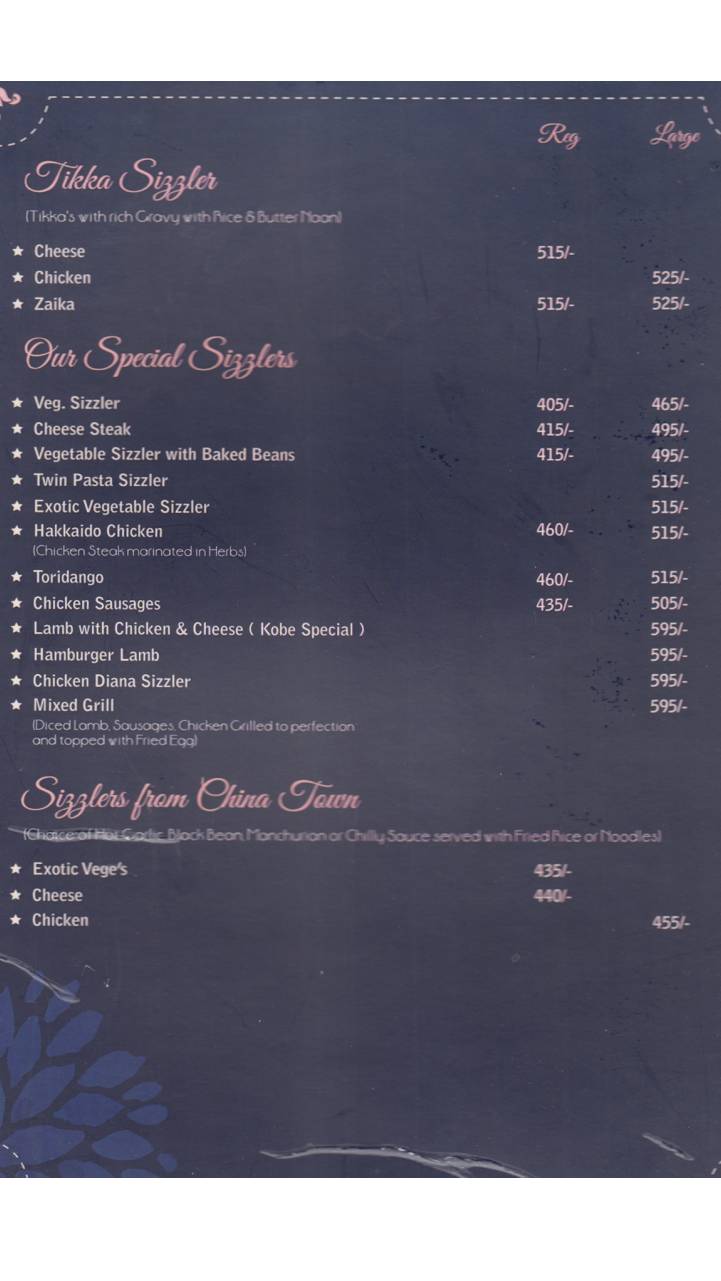 Reg Large
Tikka Sizzler
(Tikka's with rich Gravy with Rice & Butter Naan)
★ Cheese 515/-
★ Chicken 525/-
★ Zaika 515/- 525/-
Our Special Sizzlers
★ Veg. Sizzler 405/- 465/-
★ Cheese Steak 415/- 495/-
★ Vegetable Sizzler with Baked Beans 415/- 495/-
★ Twin Pasta Sizzler 515/-
★ Exotic Vegetable Sizzler 515/-
★ Hakkaido Chicken 460/- 515/-
(Chicken Steak marinated in Herbs)
★ Toridango 460/- 515/-
★ Chicken Sausages 435/- 505/-
★ Lamb with Chicken & Cheese ( Kobe Special ) 595/-
★ Hamburger Lamb 595/-
★ Chicken Diana Sizzler 595/-
★ Mixed Grill 595/-
(Diced Lamb, Sausages, Chicken Grilled to perfection
and topped with Fried Egg)
Sizzlers from China Town
(Choice of Hot Garlic, Black Bean, Manchurian or Chilly Sauce served with Fried Rice or Noodles)
★ Exotic Vege's 435/-
★ Cheese 440/-
★ Chicken 455/-